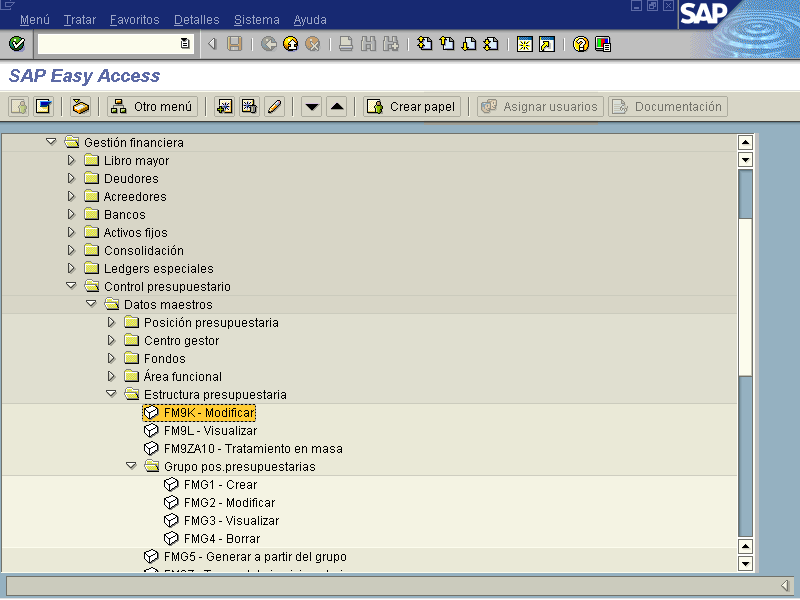 Menú Tratar Favoritos Detalles Sistema Ayuda
SAP
SAP Easy Access
Otro menú Crear papel Asignar usuarios Documentación
Gestión financiera
Libro mayor
Deudores
Acreedores
Bancos
Activos fijos
Consolidación
Ledgers especiales
Control presupuestario
Datos maestros
Posición presupuestaria
Centro gestor
Fondos
Área funcional
Estructura presupuestaria
FM9K - Modificar
FM9L - Visualizar
FM9ZA10 - Tratamiento en masa
Grupo pos.presupuestarias
FMG1 - Crear
FMG2 - Modificar
FMG3 - Visualizar
FMG4 - Borrar
FMG5 - Generar a partir del grupo